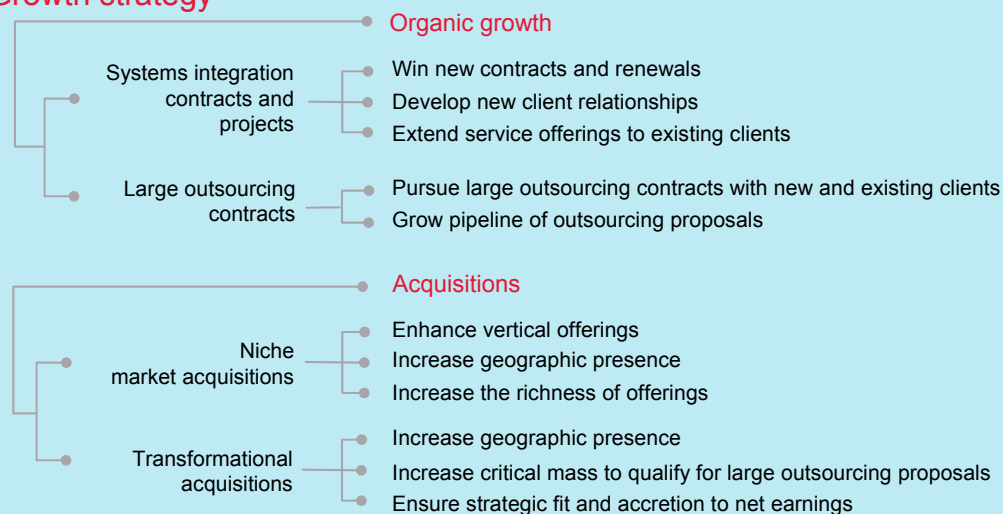 Growth strategy
Organic growth
Systems integration
contracts and
projects
Win new contracts and renewals
Develop new client relationships
Extend service offerings to existing clients
Large outsourcing
contracts
Pursue large outsourcing contracts with new and existing clients
Grow pipeline of outsourcing proposals
Acquisitions
Niche
market acquisitions
Enhance vertical offerings
Increase geographic presence
Increase the richness of offerings
Transformational
acquisitions
Increase geographic presence
Increase critical mass to qualify for large outsourcing proposals
Ensure strategic fit and accretion to net earnings